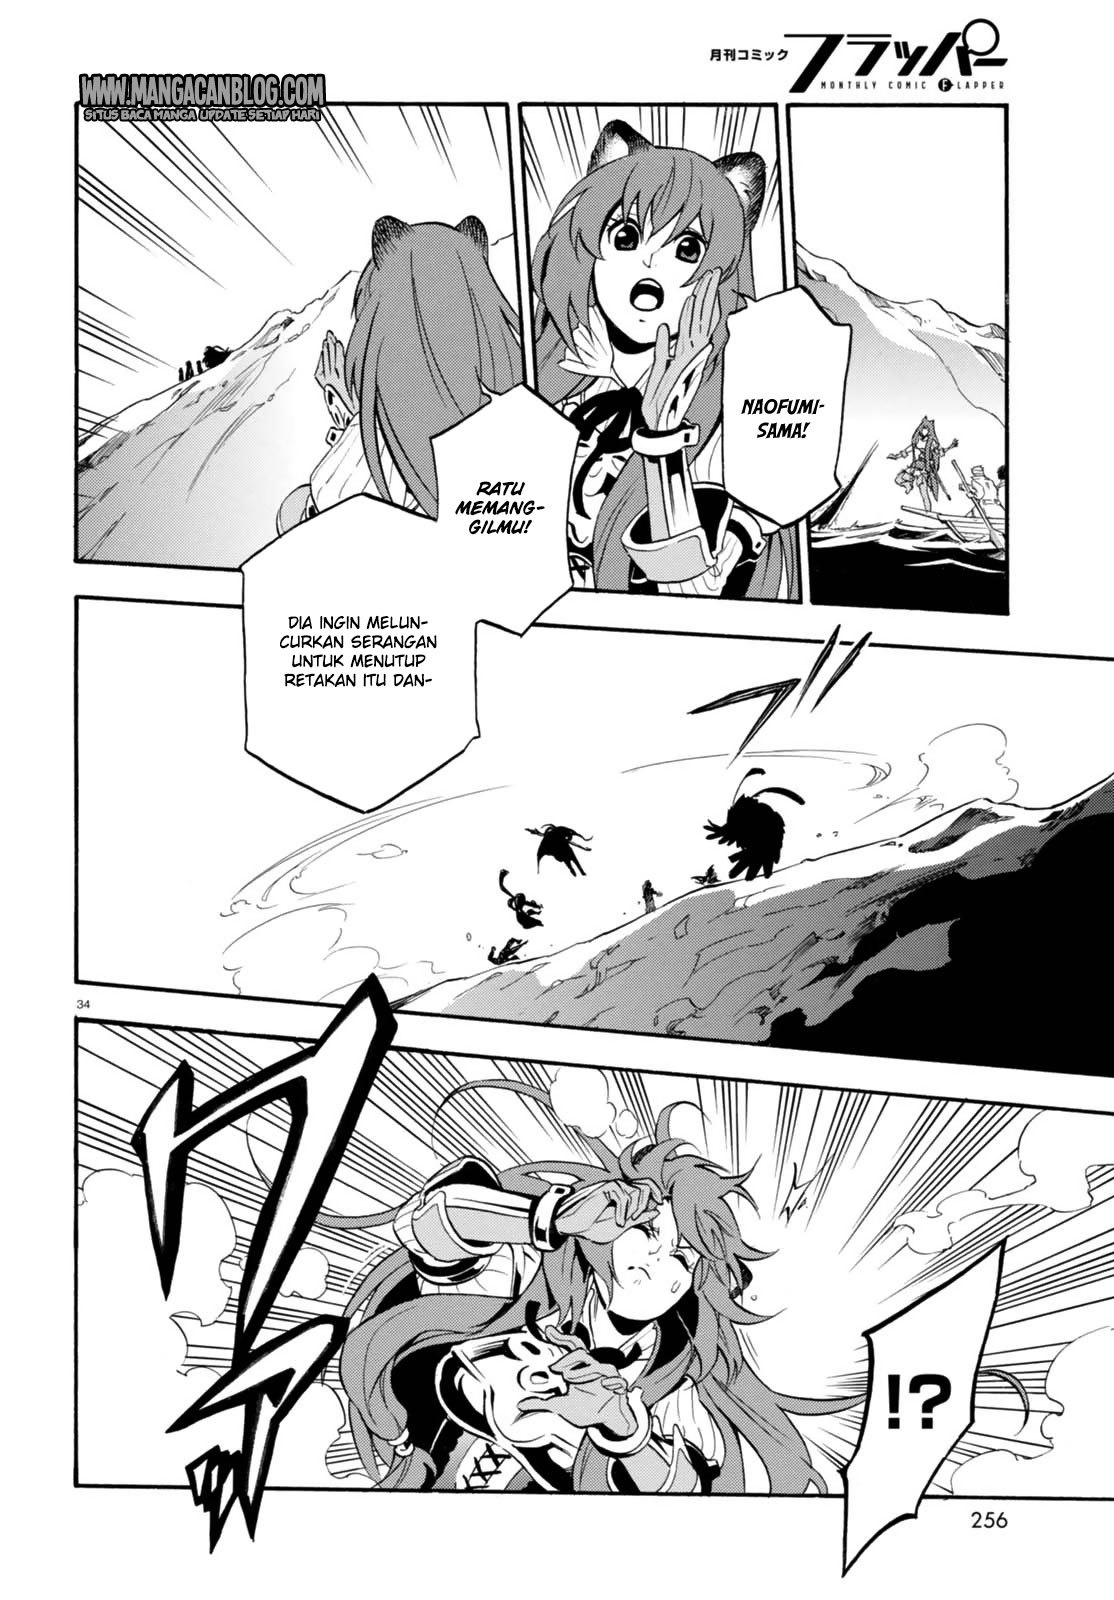 月刊コミック フラッパー
MONTHLY COMIC FLAPPER
WWW.MANGACANBLOG.COM
SITUS BACA MANGA UPDATE SETIAP HARI
NAOFUMI-
SAMA!
RATU
MEMANG-
GILMU!
DIA INGIN MELUN-
CURKAN SERANGAN
UNTUK MENUTUP
RETAKAN ITU DAN-
34
!?
256